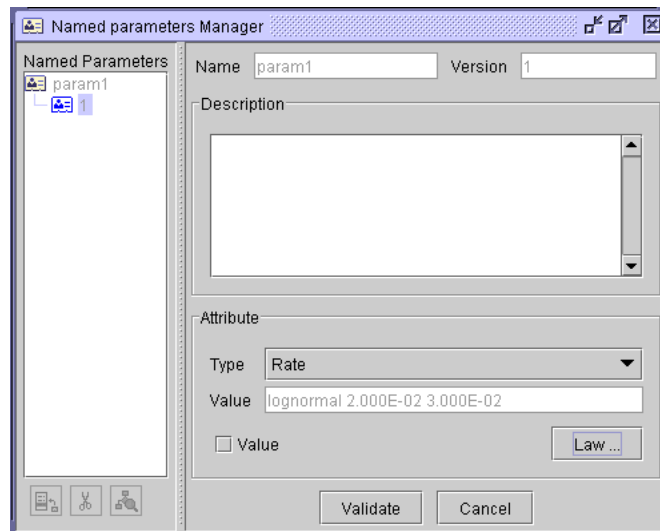 Named parameters Manager
Named Parameters
param1
1
Name param1 Version 1
Description
Attribute
Type Rate
Value lognormal 2.000E-02 3.000E-02
Value Law ...
Validate Cancel